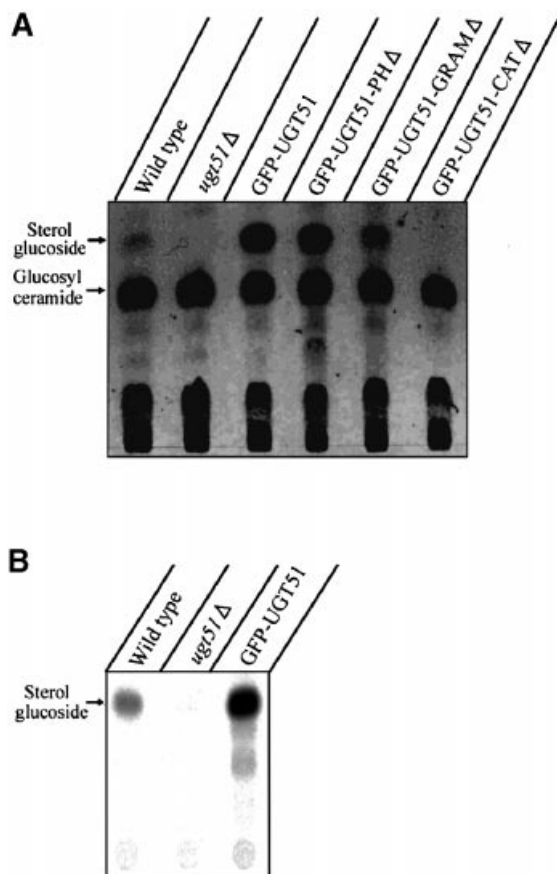 A
Wild type
ugt51Δ
GFP-UGT51
GFP-UGT51-PHΔ
GFP-UGT51-GRAMΔ
GFP-UGT51-CATΔ
Sterol
glucoside
Glucosyl
ceramide
B
Wild type
ugt51Δ
GFP-UGT51
Sterol
glucoside